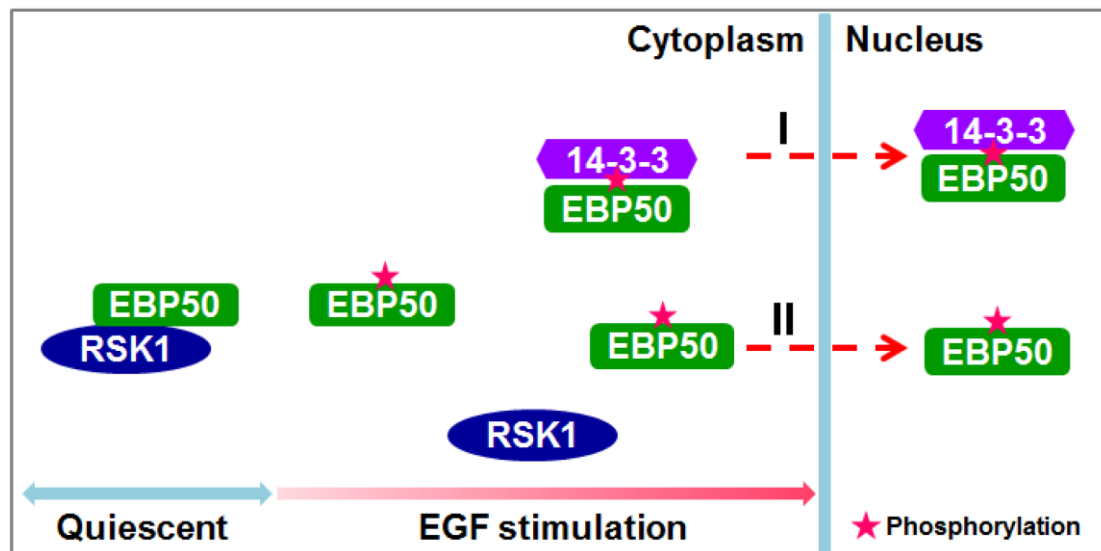 Cytoplasm
Nucleus
I
14-3-3
EBP50
14-3-3
EBP50
EBP50
RSK1
EBP50
EBP50
II
EBP50
RSK1
Quiescent
EGF stimulation
Phosphorylation